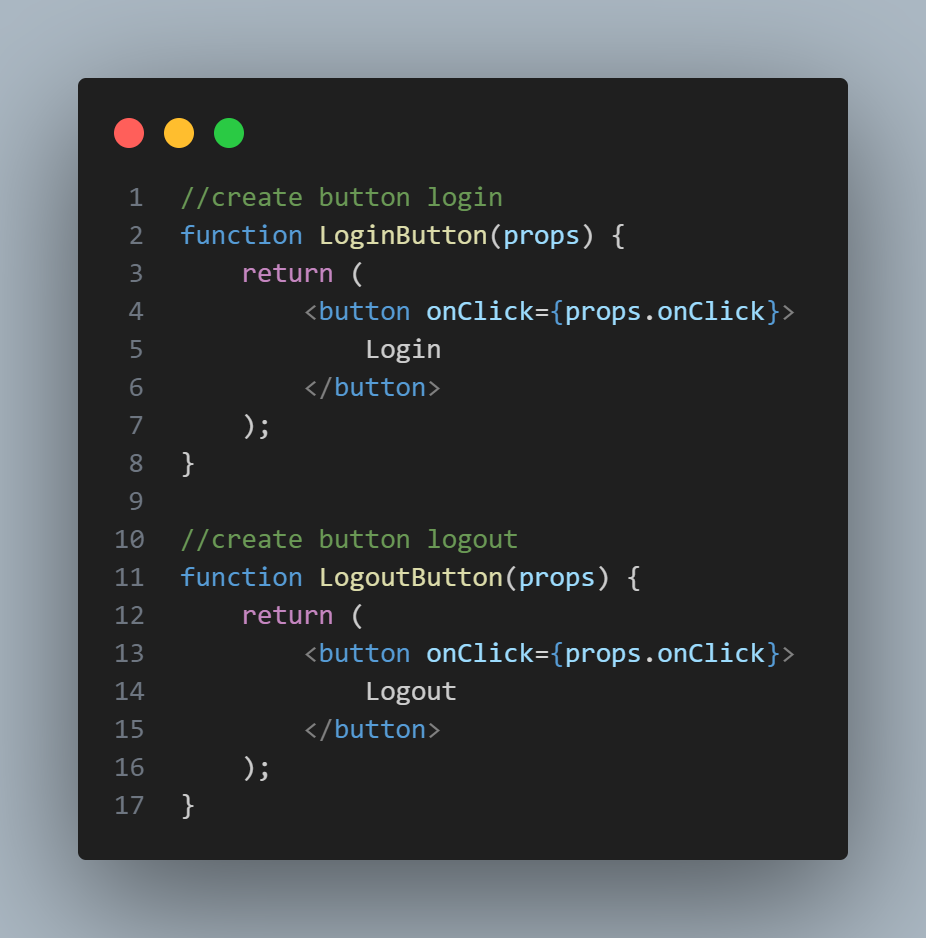 1 //create button login
2 function LoginButton(props) {
3     return (
4         <button onClick={props.onClick}>
5             Login
6         </button>
7     );
8 }
9
10 //create button logout
11 function LogoutButton(props) {
12     return (
13         <button onClick={props.onClick}>
14             Logout
15         </button>
16     );
17 }